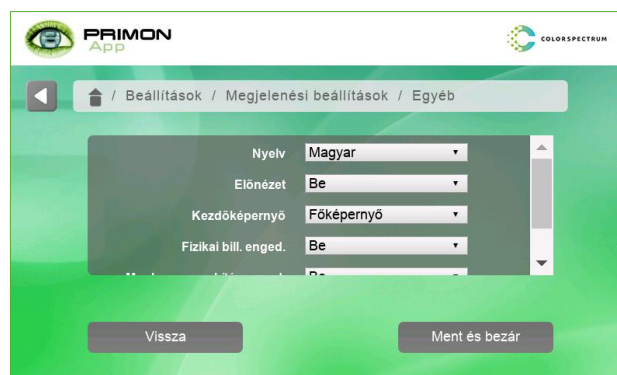 PRIMON
App
COLORSPECTRUM
/ Beállítások / Megjelenési beállítások / Egyéb
Nyelv Magyar
Előnézet Be
Kezdőképernyő Főképernyő
Fizikai bill. enged. Be
Be
Vissza Ment és bezár